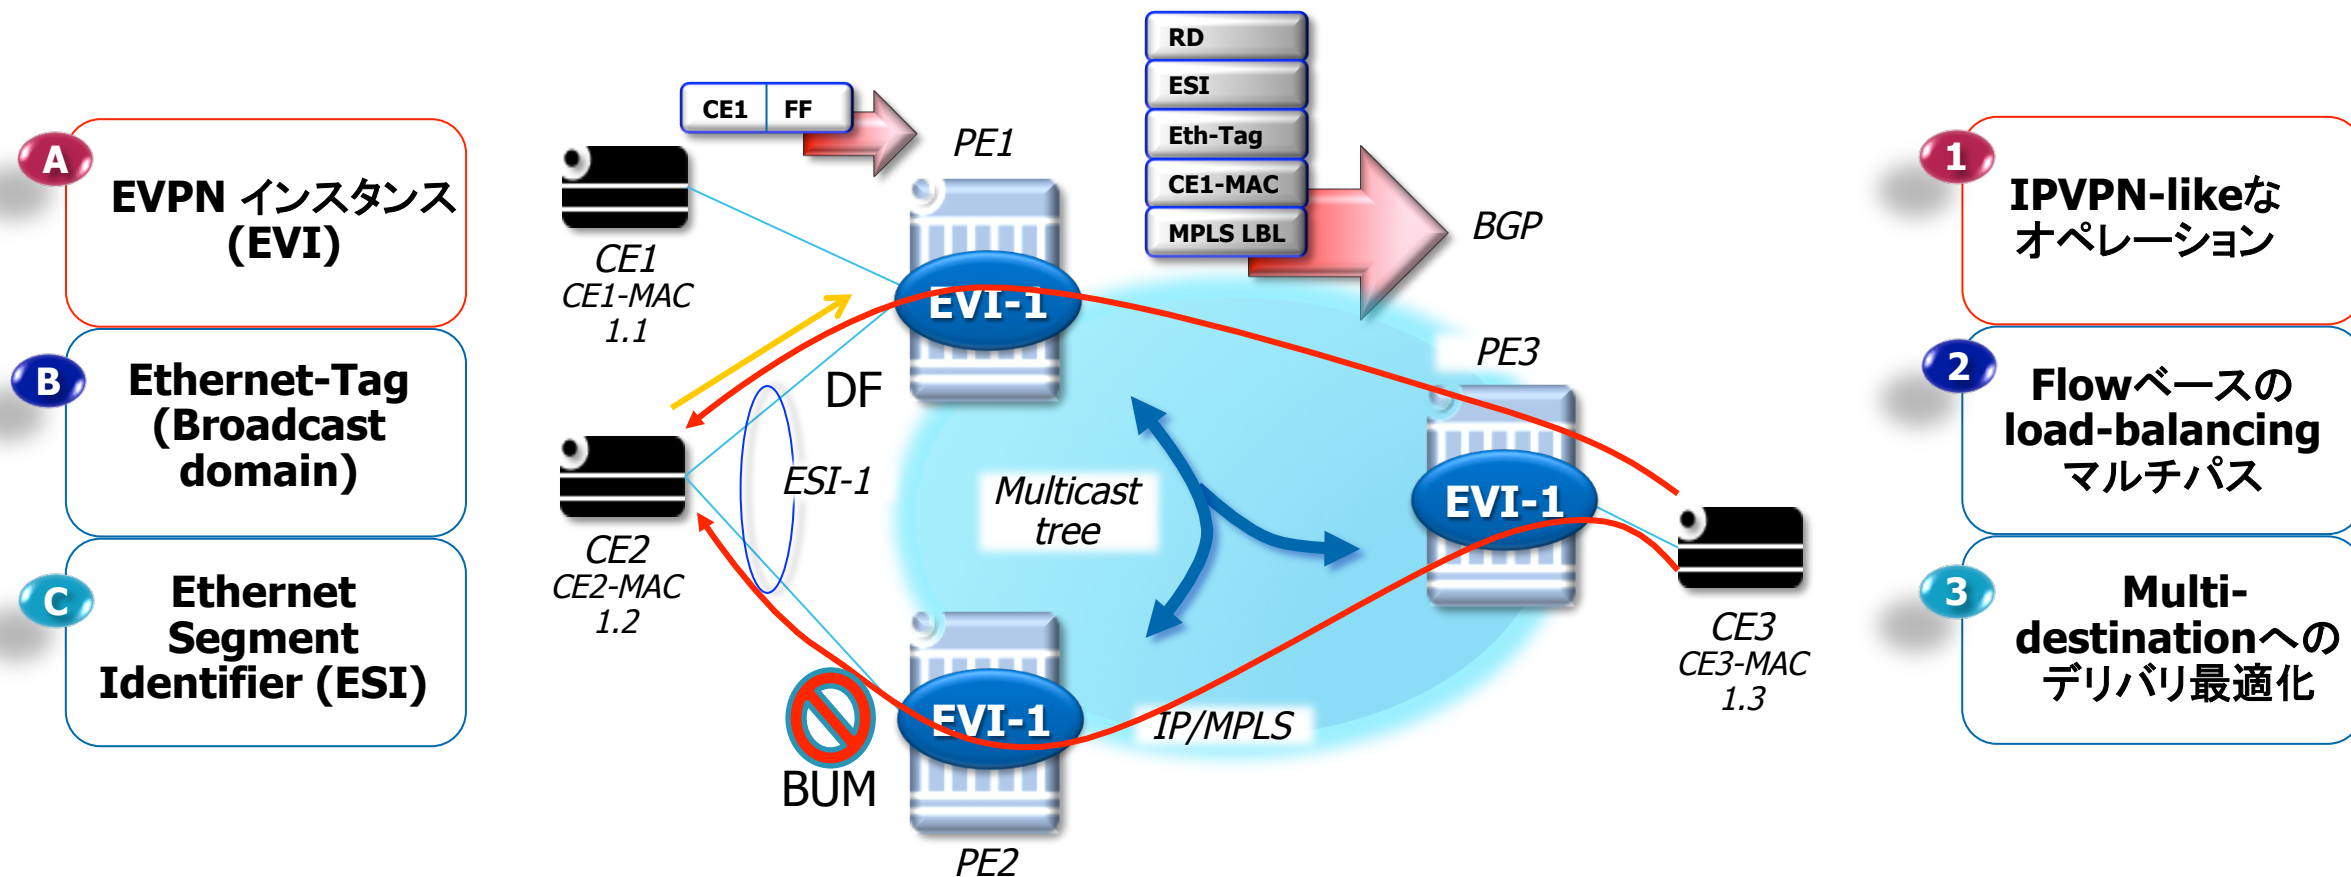 A
EVPN インスタンス
(EVI)
B
Ethernet-Tag
(Broadcast
domain)
C
Ethernet
Segment
Identifier (ESI)
CE1 FF
PE1
RD
ESI
Eth-Tag
CE1-MAC
MPLS LBL
BGP
CE1
CE1-MAC
1.1
EVI-1
DF
ESI-1
CE2
CE2-MAC
1.2
Multicast
tree
PE3
EVI-1
CE3
CE3-MAC
1.3
IP/MPLS
EVI-1
BUM
PE2
1
IPVPN-likeな
オペレーション
2
Flowベースの
load-balancing
マルチパス
3
Multi-
destinationへの
デリバリ最適化